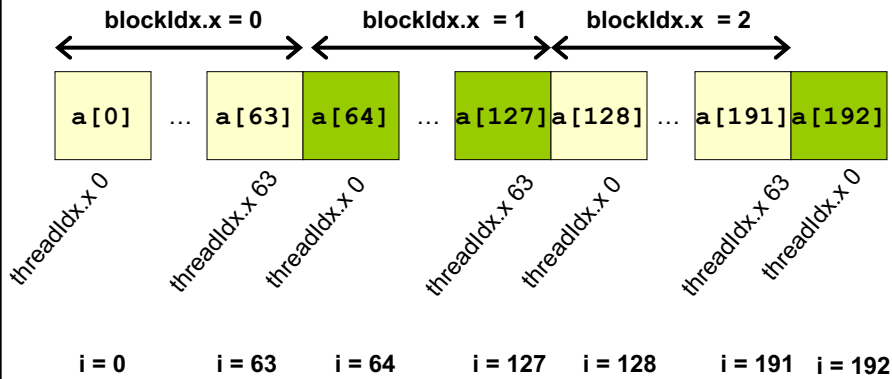 blockIdx.x = 0 blockIdx.x = 1 blockIdx.x = 2
a[0] ... a[63] a[64] ... a[127] a[128] ... a[191] a[192]
threadIdx.x 0 threadIdx.x 63 threadIdx.x 0 threadIdx.x 63 threadIdx.x 0 threadIdx.x 63 threadIdx.x 0
i = 0 i = 63 i = 64 i = 127 i = 128 i = 191 i = 192